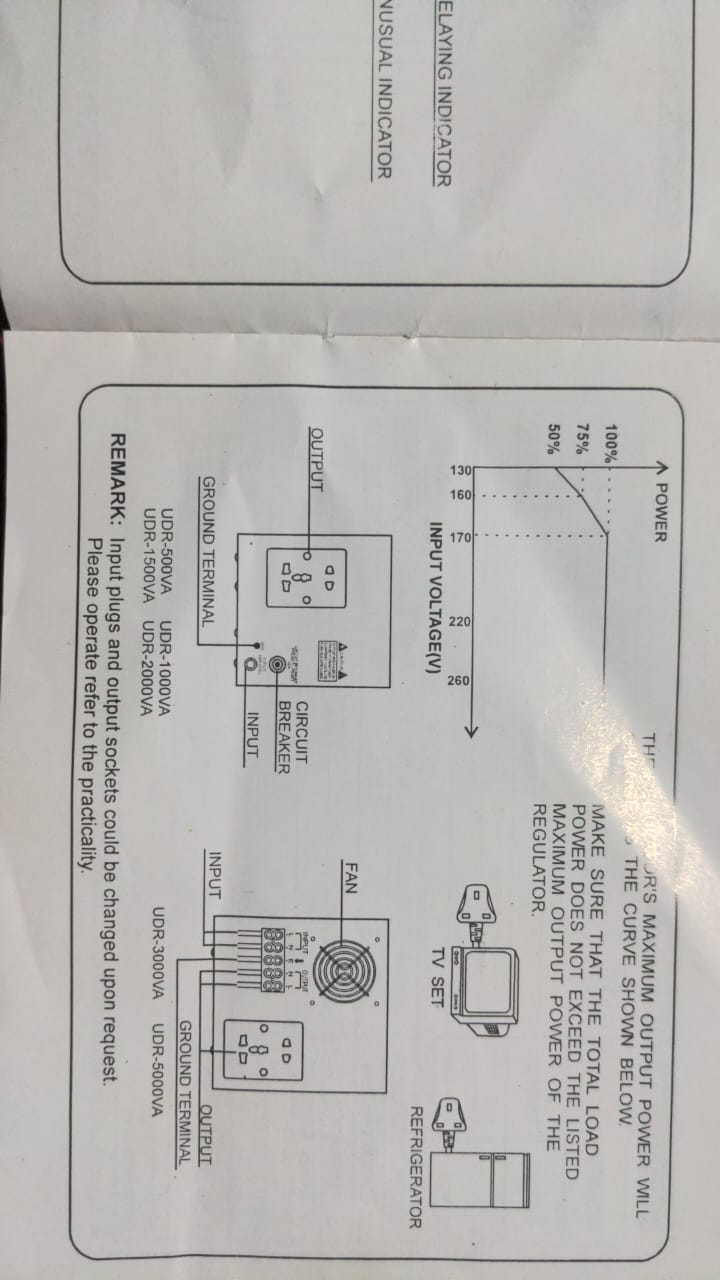 ELAYING INDICATOR
NUSUAL INDICATOR
POWER
100%
75%
50%
130
160
170
220
260
INPUT VOLTAGE(V)
THE MAXIMUM OUTPUT POWER WILL
THE CURVE SHOWN BELOW.
MAKE SURE THAT THE TOTAL LOAD
POWER DOES NOT EXCEED THE LISTED
MAXIMUM OUTPUT POWER OF THE
REGULATOR.
TV SET
REFRIGERATOR
OUTPUT
CAUTION
CIRCUIT
BREAKER
INPUT
GROUND TERMINAL
UDR-500VA UDR-1000VA
UDR-1500VA UDR-2000VA
FAN
INPUT OUTPUT
L N E N L
INPUT
OUTPUT
GROUND TERMINAL
UDR-3000VA UDR-5000VA
REMARK: Input plugs and output sockets could be changed upon request.
Please operate refer to the practicality.